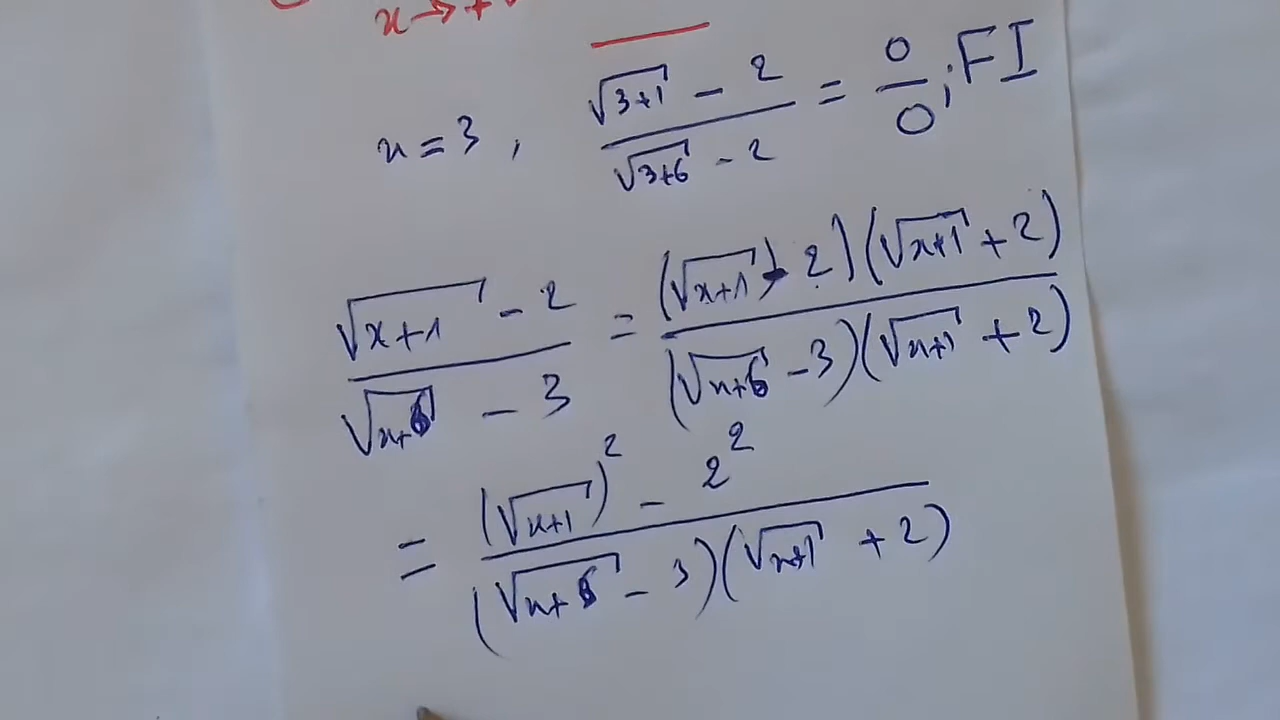 x→+
x=3, (√(3+1) - 2)/(√(3+6) - 2) = 0/0; FI
(√(x+1) - 2)/(√(x+6) - 3) = ((√(x+1) - 2)(√(x+1) + 2))/((√(x+6) - 3)(√(x+1) + 2))
= ((√(x+1))² - 2²)/((√(x+6) - 3)(√(x+1) + 2))